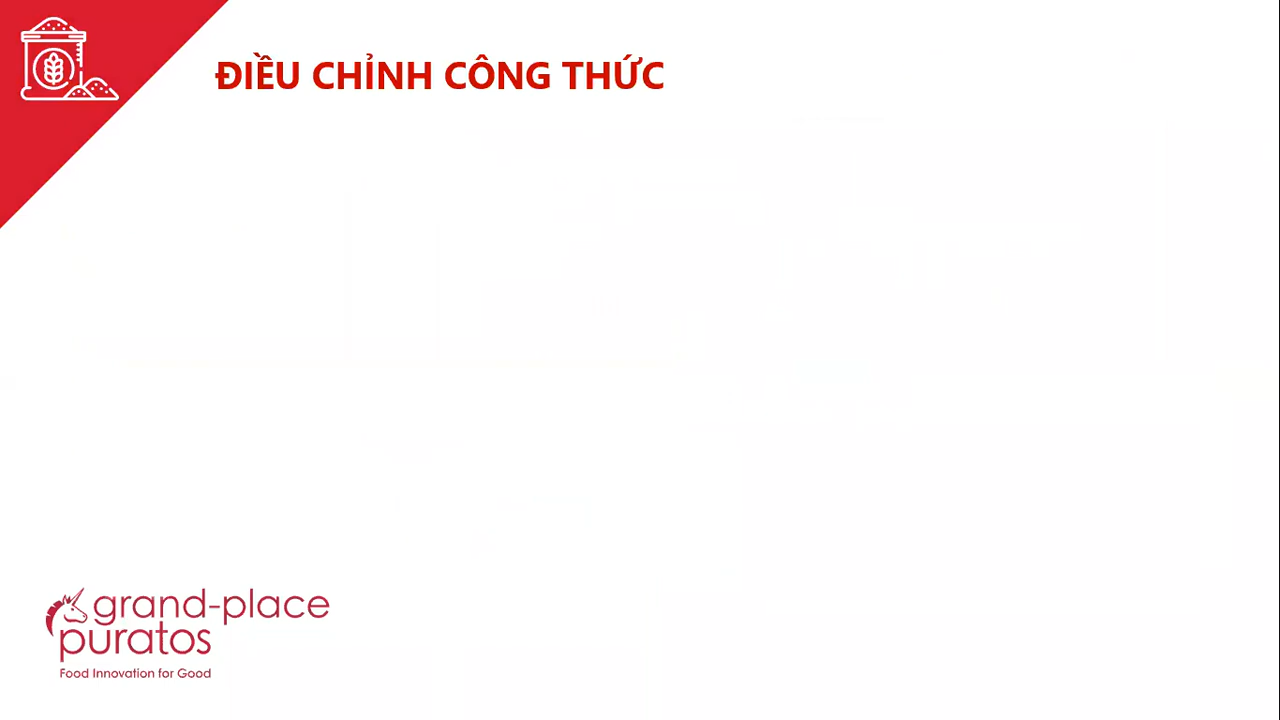 ĐIỀU CHỈNH CÔNG THỨC
grand-place
puratos
Food Innovation for Good